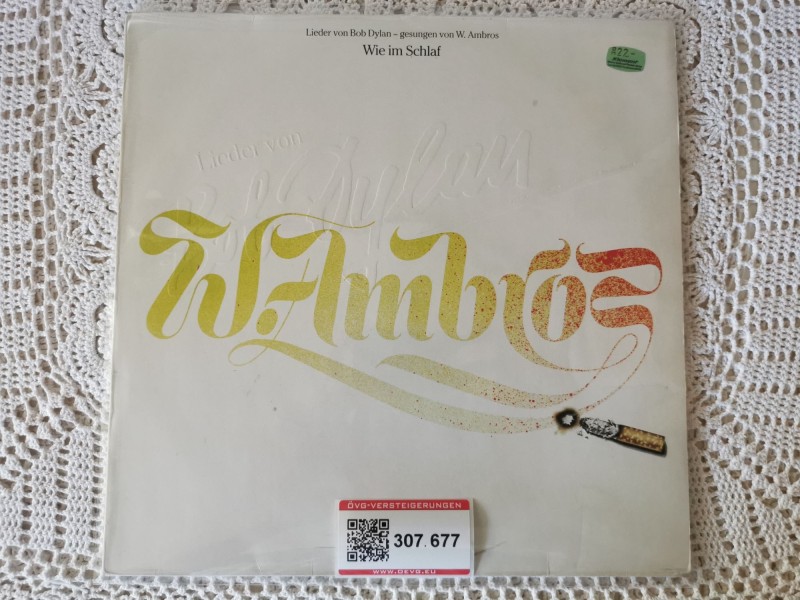 Lieder von Bob Dylan – gesungen von W. Ambros
Wie im Schlaf
822.-
Lieder von
Bob Dylan
W. Ambros
ÖVG-VERSTEIGERUNGEN
307.677
WWW.OEVG.EU